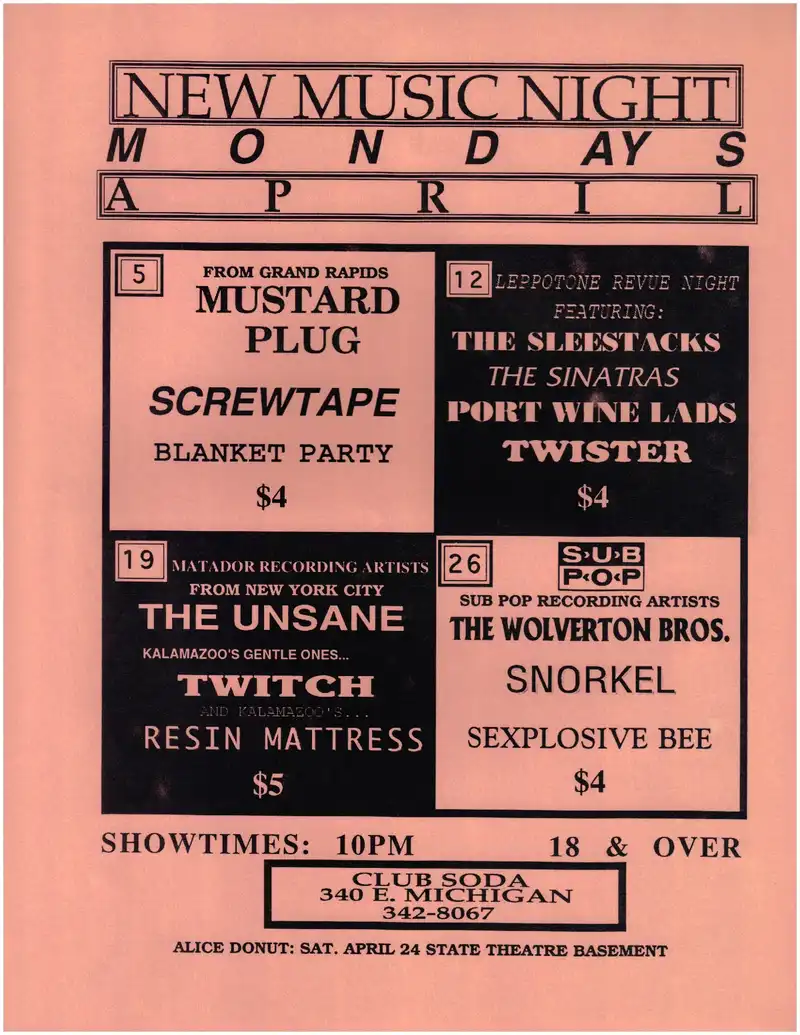 NEW MUSIC NIGHT
MONDAYS
APRIL
5
FROM GRAND RAPIDS
MUSTARD
PLUG
SCREWTAPE
BLANKET PARTY
$4
12
LEPPOTONE REVUE NIGHT
FEATURING:
THE SLEESTACKS
THE SINATRAS
PORT WINE LADS
TWISTER
$4
19
MATADOR RECORDING ARTISTS
FROM NEW YORK CITY
THE UNSANE
KALAMAZOO'S GENTLE ONES...
TWITCH
AND KALAMAZOO'S...
RESIN MATTRESS
$5
26
SUB
POP
SUB POP RECORDING ARTISTS
THE WOLVERTON BROS.
SNORKEL
SEXPLOSIVE BEE
$4
SHOWTIMES: 10PM 18 & OVER
CLUB SODA
340 E. MICHIGAN
342-8067
ALICE DONUT: SAT. APRIL 24 STATE THEATRE BASEMENT